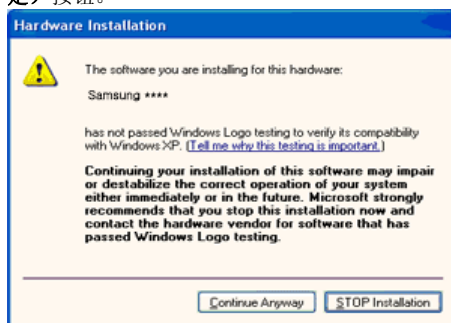 定”按钮。
Hardware Installation
The software you are installing for this hardware:
Samsung ****
has not passed Windows Logo testing to verify its compatibility
with Windows XP. (Tell me why this testing is important.)
Continuing your installation of this software may impair
or destabilize the correct operation of your system
either immediately or in the future. Microsoft strongly
recommends that you stop this installation now and
contact the hardware vendor for software that has
passed Windows Logo testing.
Continue Anyway
STOP Installation